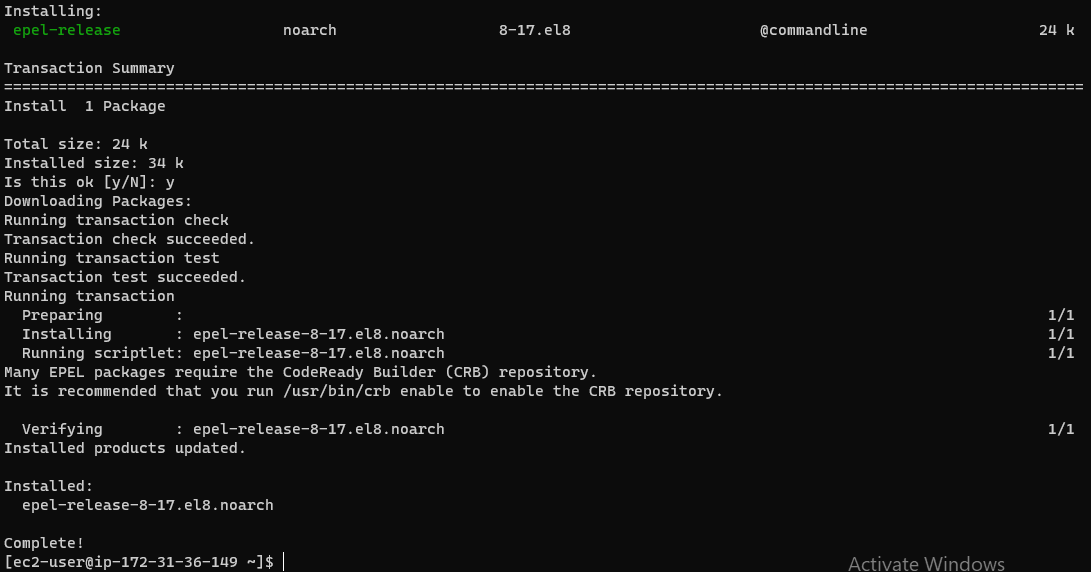 Installing:
 epel-release                  noarch                  8-17.el8                     @commandline                   24 k

Transaction Summary
========================================================================================================================
Install  1 Package

Total size: 24 k
Installed size: 34 k
Is this ok [y/N]: y
Downloading Packages:
Running transaction check
Transaction check succeeded.
Running transaction test
Transaction test succeeded.
Running transaction
  Preparing        :                                                                                                1/1
  Installing       : epel-release-8-17.el8.noarch                                                                   1/1
  Running scriptlet: epel-release-8-17.el8.noarch                                                                   1/1
Many EPEL packages require the CodeReady Builder (CRB) repository.
It is recommended that you run /usr/bin/crb enable to enable the CRB repository.

  Verifying        : epel-release-8-17.el8.noarch                                                                   1/1
Installed products updated.

Installed:
  epel-release-8-17.el8.noarch

Complete!
[ec2-user@ip-172-31-36-149 ~]$
Activate Windows